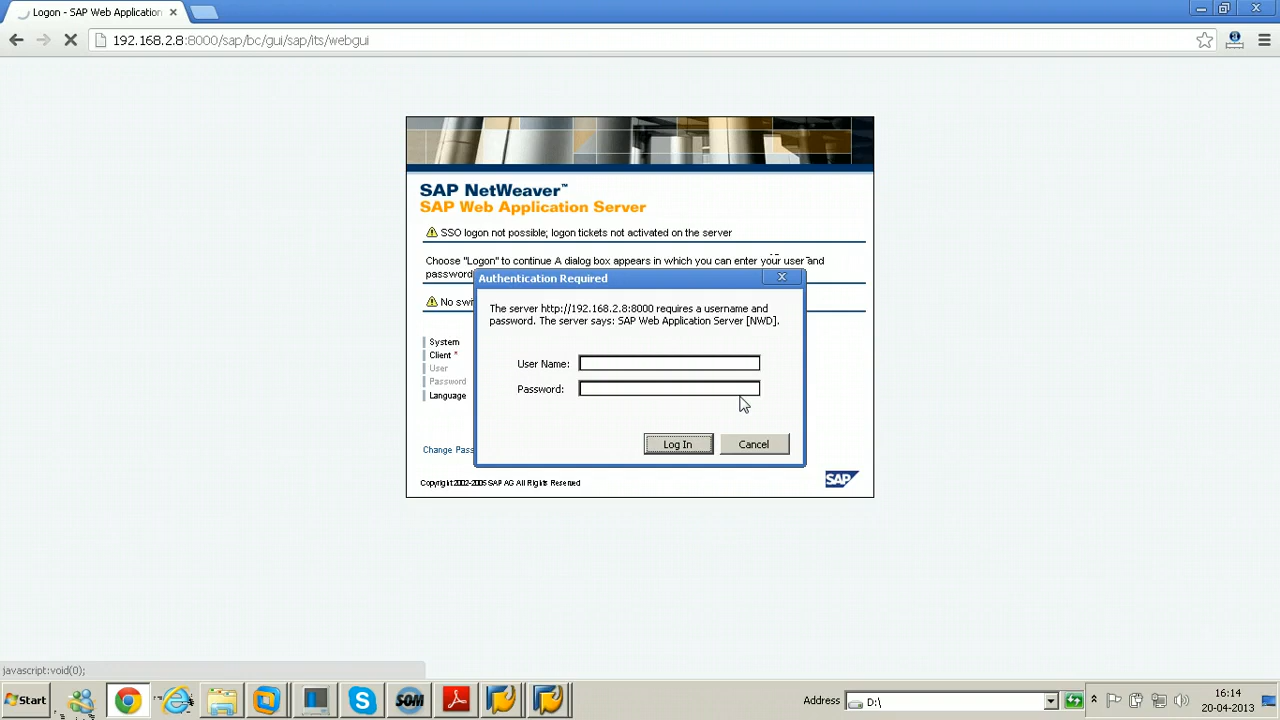 Logon - SAP Web Application
192.168.2.8:8000/sap/bc/gui/sap/its/webgui
SAP NetWeaver™
SAP Web Application Server
SSO logon not possible; logon tickets not activated on the server
Choose "Logon" to continue A dialog box appears in which you can enter your user and
password
No swi
Authentication Required
The server http://192.168.2.8:8000 requires a username and
password. The server says: SAP Web Application Server [NWD].
System
Client *
User
Password
Language
User Name:
Password:
Log In
Cancel
Change Pass
Copyright 2002-2005 SAP AG All Rights Reserved
SAP
javascript:void(0);
Start
SOM
Address
D:\
16:14
20-04-2013